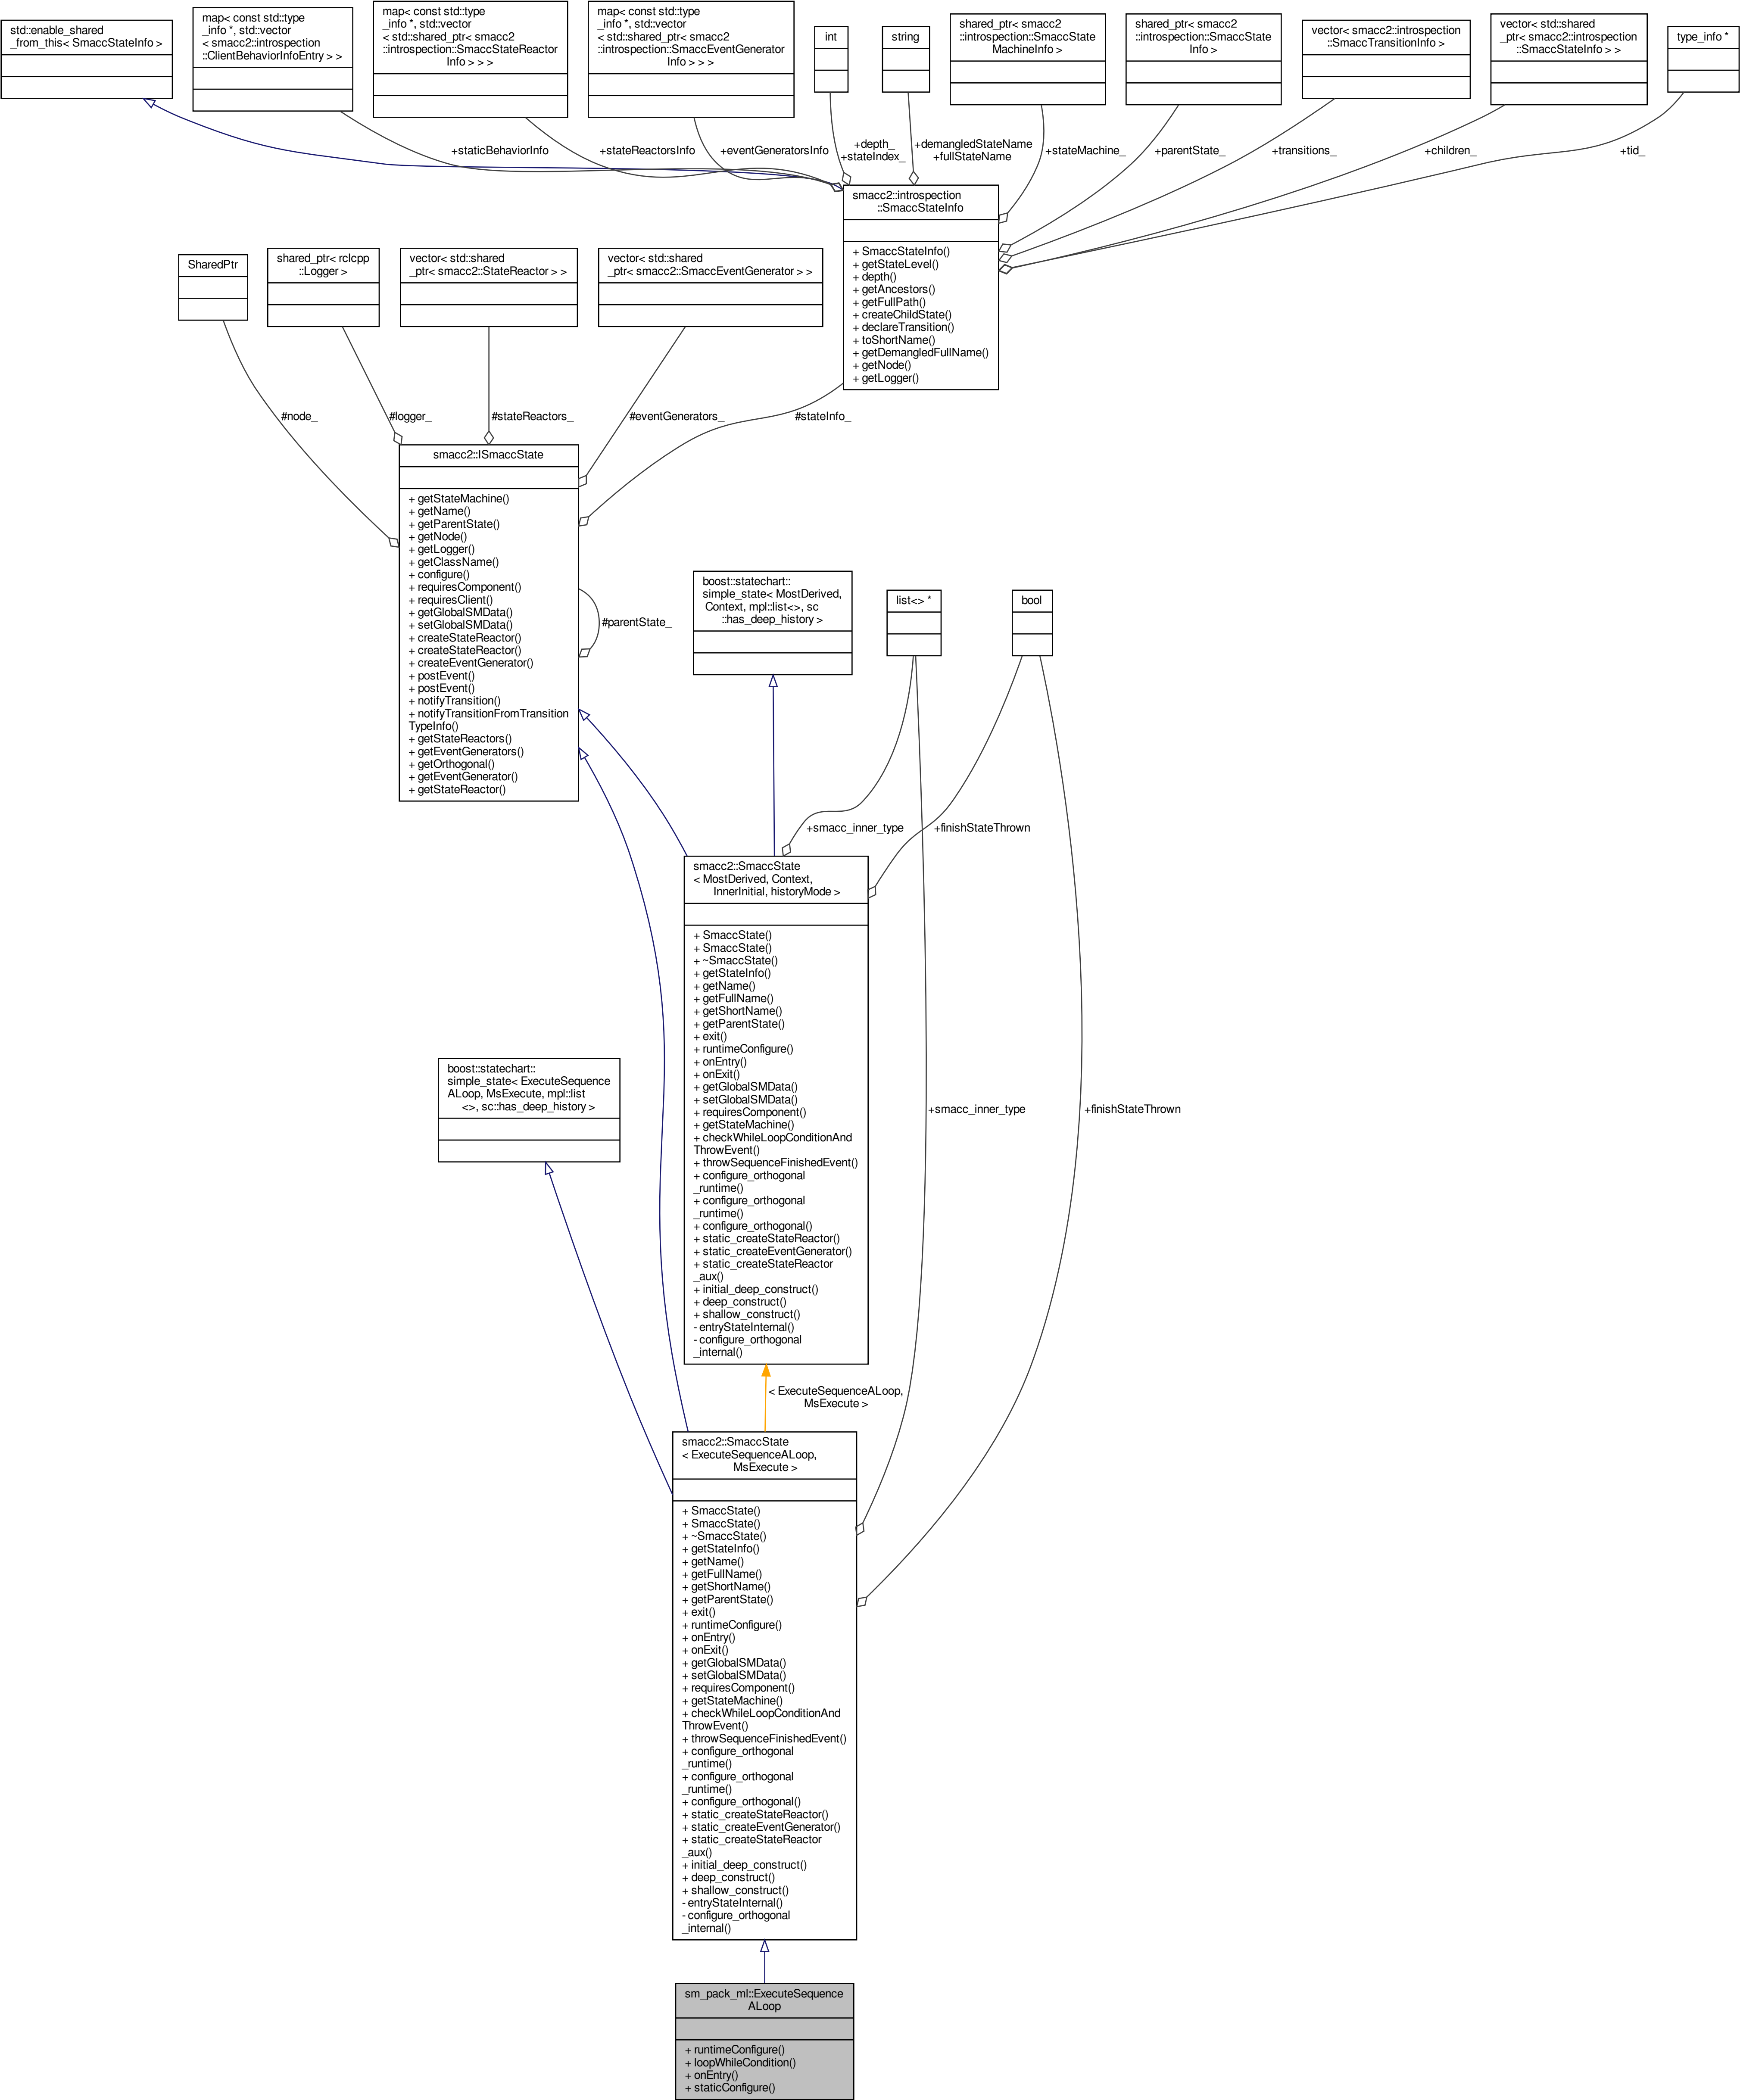 std::enable_shared
_from_this< SmaccStateInfo >
map< const std::type
_info *, std::vector
< smacc2::introspection
::ClientBehaviorInfoEntry > >
map< const std::type
_info *, std::vector
< std::shared_ptr< smacc2
::introspection::SmaccStateReactor
Info > > >
map< const std::type
_info *, std::vector
< std::shared_ptr< smacc2
::introspection::SmaccEventGenerator
Info > > >
int
string
shared_ptr< smacc2
::introspection::SmaccState
MachineInfo >
shared_ptr< smacc2
::introspection::SmaccState
Info >
vector< smacc2::introspection
::SmaccTransitionInfo >
vector< std::shared
_ptr< smacc2::introspection
::SmaccStateInfo > >
type_info *
+staticBehaviorInfo
+stateReactorsInfo
+eventGeneratorsInfo
+depth_
+stateIndex_
+demangledStateName
+fullStateName
+stateMachine_
+parentState_
+transitions_
+children_
+tid_
smacc2::introspection
::SmaccStateInfo
+ SmaccStateInfo()
+ getStateLevel()
+ depth()
+ getAncestors()
+ getFullPath()
+ createChildState()
+ declareTransition()
+ toShortName()
+ getDemangledFullName()
+ getNode()
+ getLogger()
SharedPtr
shared_ptr< rclcpp
::Logger >
vector< std::shared
_ptr< smacc2::StateReactor > >
vector< std::shared
_ptr< smacc2::SmaccEventGenerator > >
#node_
#logger_
#stateReactors_
#eventGenerators_
#stateInfo_
smacc2::ISmaccState
+ getStateMachine()
+ getName()
+ getParentState()
+ getNode()
+ getLogger()
+ getClassName()
+ configure()
+ requiresComponent()
+ requiresClient()
+ getGlobalSMData()
+ setGlobalSMData()
+ createStateReactor()
+ createStateReactor()
+ createEventGenerator()
+ postEvent()
+ postEvent()
+ notifyTransition()
+ notifyTransitionFromTransition
TypeInfo()
+ getStateReactors()
+ getEventGenerators()
+ getOrthogonal()
+ getEventGenerator()
+ getStateReactor()
#parentState_
boost::statechart::
simple_state< MostDerived,
Context, mpl::list<>, sc
::has_deep_history >
list<> *
bool
+smacc_inner_type
+finishStateThrown
smacc2::SmaccState
< MostDerived, Context,
InnerInitial, historyMode >
+ SmaccState()
+ SmaccState()
+ ~SmaccState()
+ getStateInfo()
+ getName()
+ getFullName()
+ getShortName()
+ getParentState()
+ exit()
+ runtimeConfigure()
+ onEntry()
+ onExit()
+ getGlobalSMData()
+ setGlobalSMData()
+ requiresComponent()
+ getStateMachine()
+ checkWhileLoopConditionAnd
ThrowEvent()
+ throwSequenceFinishedEvent()
+ configure_orthogonal
_runtime()
+ configure_orthogonal
_runtime()
+ configure_orthogonal()
+ static_createStateReactor()
+ static_createEventGenerator()
+ static_createStateReactor
_aux()
+ initial_deep_construct()
+ deep_construct()
+ shallow_construct()
- entryStateInternal()
- configure_orthogonal
_internal()
boost::statechart::
simple_state< ExecuteSequence
ALoop, MsExecute, mpl::list
<>, sc::has_deep_history >
+smacc_inner_type
+finishStateThrown
< ExecuteSequenceALoop,
MsExecute >
smacc2::SmaccState
< ExecuteSequenceALoop,
MsExecute >
+ SmaccState()
+ SmaccState()
+ ~SmaccState()
+ getStateInfo()
+ getName()
+ getFullName()
+ getShortName()
+ getParentState()
+ exit()
+ runtimeConfigure()
+ onEntry()
+ onExit()
+ getGlobalSMData()
+ setGlobalSMData()
+ requiresComponent()
+ getStateMachine()
+ checkWhileLoopConditionAnd
ThrowEvent()
+ throwSequenceFinishedEvent()
+ configure_orthogonal
_runtime()
+ configure_orthogonal
_runtime()
+ configure_orthogonal()
+ static_createStateReactor()
+ static_createEventGenerator()
+ static_createStateReactor
_aux()
+ initial_deep_construct()
+ deep_construct()
+ shallow_construct()
- entryStateInternal()
- configure_orthogonal
_internal()
sm_pack_ml::ExecuteSequence
ALoop
+ runtimeConfigure()
+ loopWhileCondition()
+ onEntry()
+ staticConfigure()